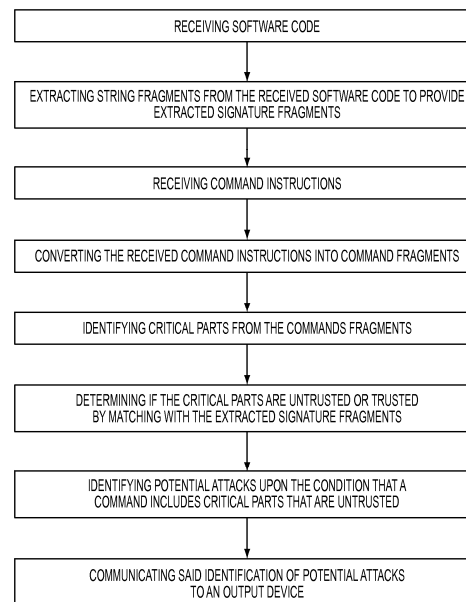 RECEIVING SOFTWARE CODE
EXTRACTING STRING FRAGMENTS FROM THE RECEIVED SOFTWARE CODE TO PROVIDE
EXTRACTED SIGNATURE FRAGMENTS
RECEIVING COMMAND INSTRUCTIONS
CONVERTING THE RECEIVED COMMAND INSTRUCTIONS INTO COMMAND FRAGMENTS
IDENTIFYING CRITICAL PARTS FROM THE COMMANDS FRAGMENTS
DETERMINING IF THE CRITICAL PARTS ARE UNTRUSTED OR TRUSTED
BY MATCHING WITH THE EXTRACTED SIGNATURE FRAGMENTS
IDENTIFYING POTENTIAL ATTACKS UPON THE CONDITION THAT A
COMMAND INCLUDES CRITICAL PARTS THAT ARE UNTRUSTED
COMMUNICATING SAID IDENTIFICATION OF POTENTIAL ATTACKS
TO AN OUTPUT DEVICE